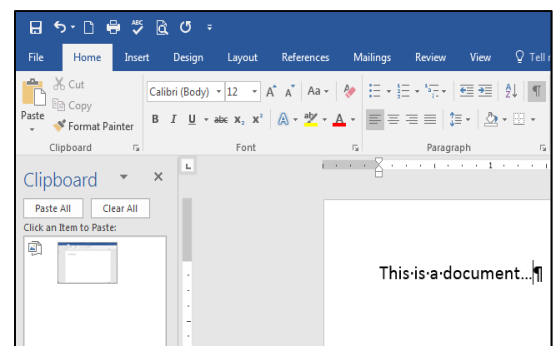 File Home Insert Design Layout References Mailings Review View Tell
Cut
Copy
Format Painter
Paste
Calibri (Body) 12 A A Aa
B I U abc X₂ X² A aby A
Clipboard Font Paragraph
Clipboard
Paste All Clear All
Click an Item to Paste:
1
This·is·a·document...¶